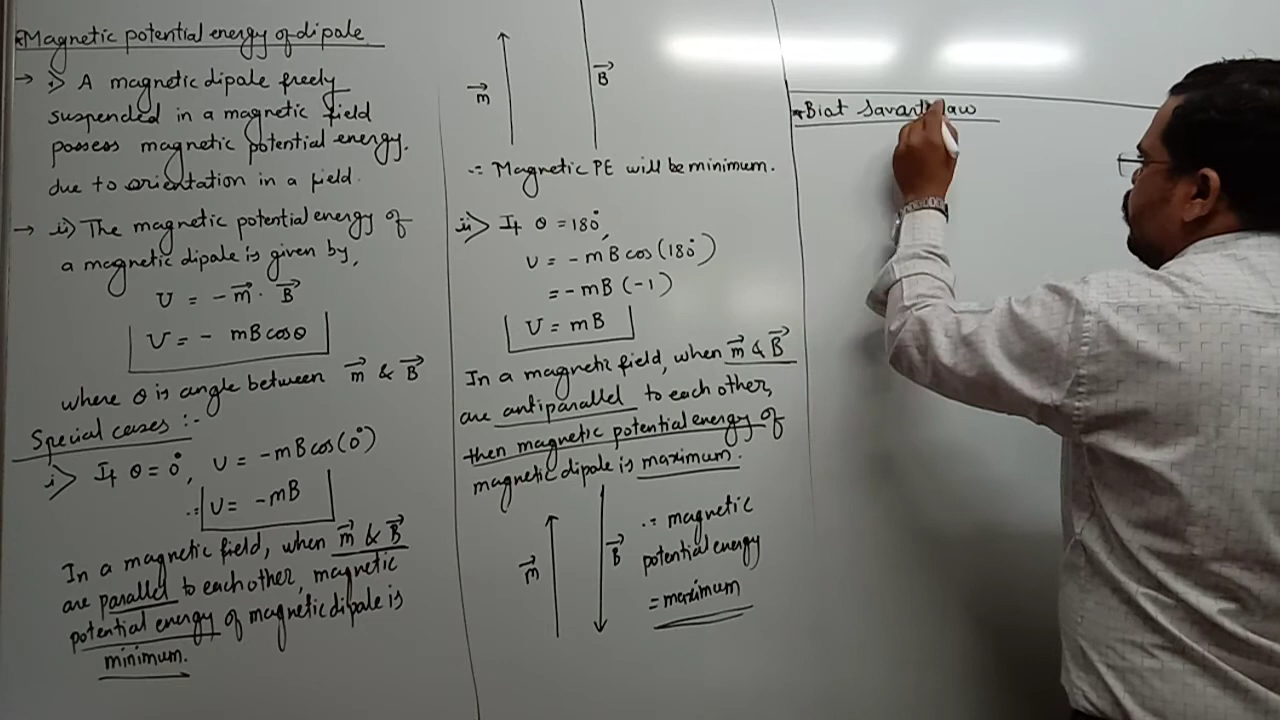 *Magnetic potential energy of dipole
→ i> A magnetic dipole freely
suspended in a magnetic field
possess magnetic potential energy.
due to orientation in a field.
→ ii> The magnetic potential energy of
a magnetic dipole is given by,
U = - m⃗ · B⃗
U = - mB cosθ
where θ is angle between m⃗ & B⃗
Special cases :-
i> If θ = 0°, U = -mB cos(0°)
∴ U = -mB
In a magnetic field, when m⃗ & B⃗
are parallel to each other, magnetic
potential energy of magnetic dipole is
minimum.
m⃗
B⃗
∴ Magnetic PE will be minimum.
ii> If θ = 180°,
U = - mB cos(180°)
= - mB (-1)
U = mB
In a magnetic field, when m⃗ & B⃗
are antiparallel to each other,
then magnetic potential energy of
magnetic dipole is maximum.
m⃗
B⃗
∴ magnetic
potential energy
= maximum
*Biot Savart law